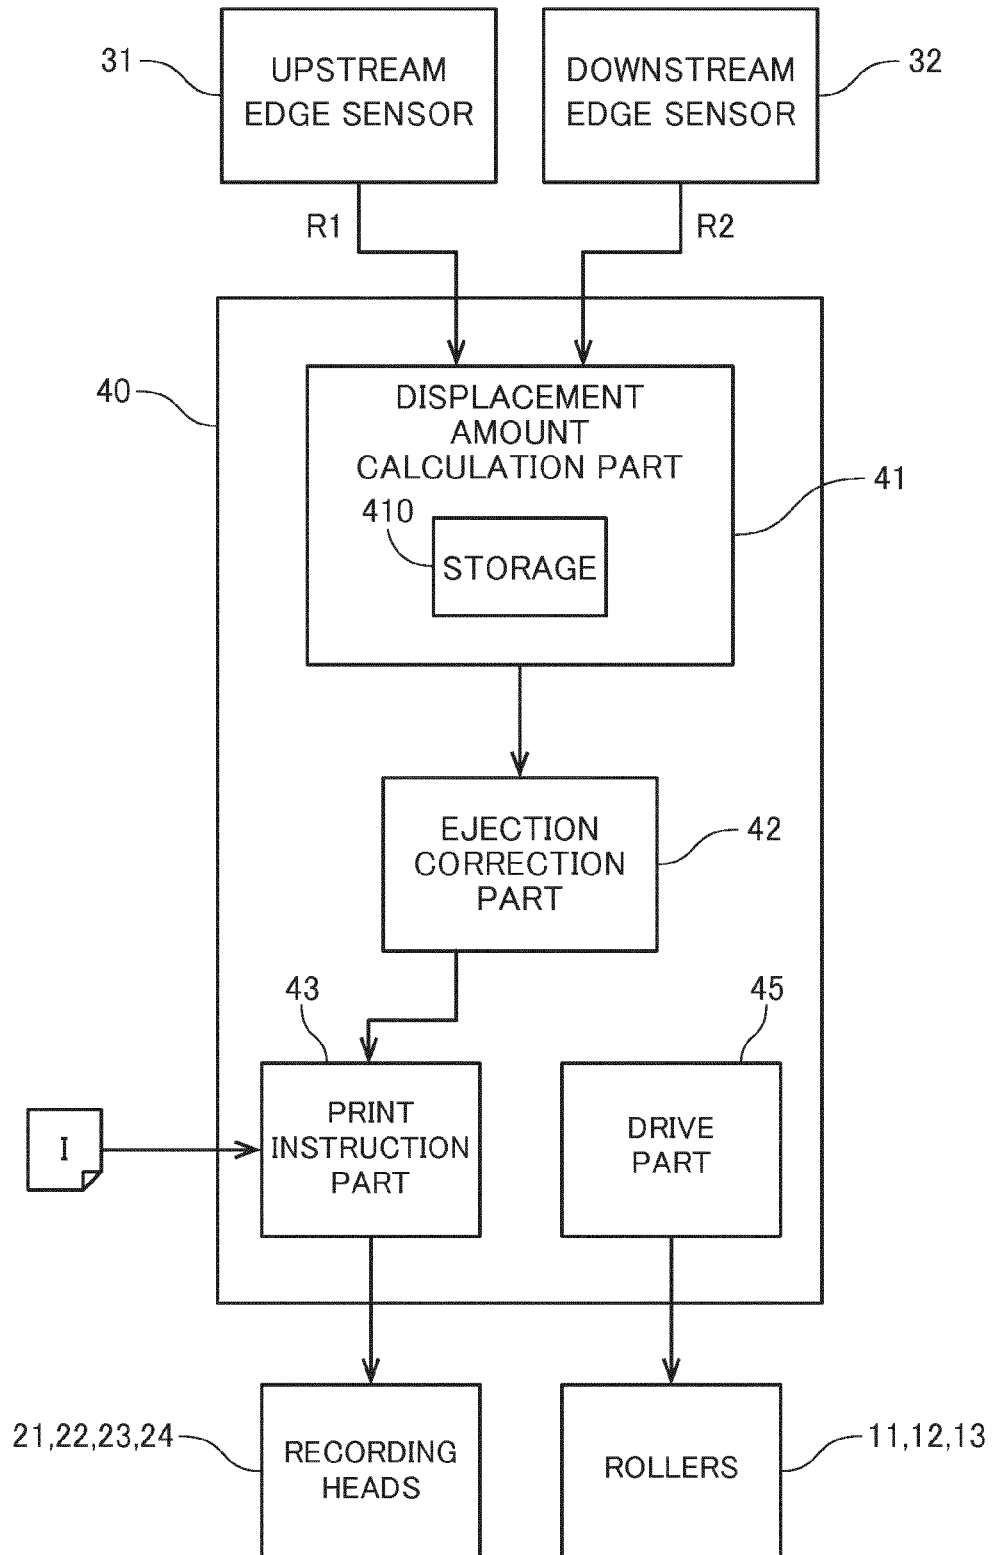 31
UPSTREAM
EDGE SENSOR
DOWNSTREAM
EDGE SENSOR
32
R1
R2
40
DISPLACEMENT
AMOUNT
CALCULATION PART
41
410
STORAGE
EJECTION
CORRECTION
PART
42
43
45
I
PRINT
INSTRUCTION
PART
DRIVE
PART
21,22,23,24
RECORDING
HEADS
ROLLERS
11,12,13